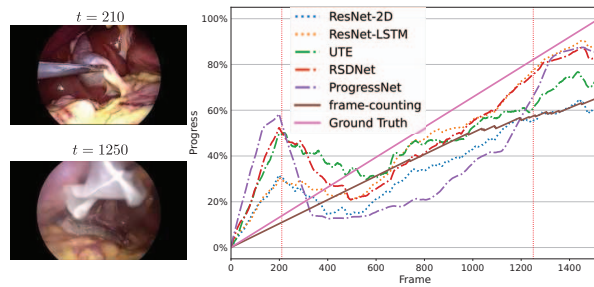 t = 210
t = 1250
Progress
100%
80%
60%
40%
20%
0%
ResNet-2D
ResNet-LSTM
UTE
RSDNet
ProgressNet
frame-counting
Ground Truth
0 200 400 600 800 1000 1200 1400
Frame